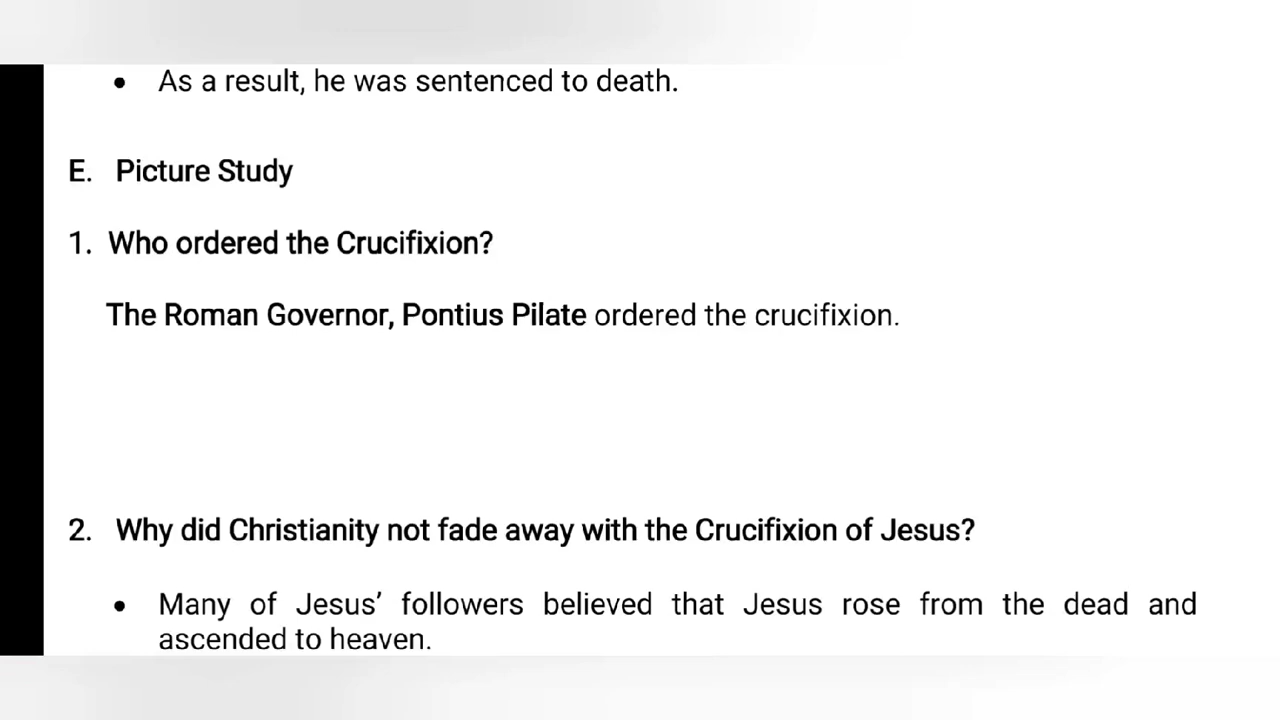 • As a result, he was sentenced to death.
E. Picture Study
1. Who ordered the Crucifixion?
The Roman Governor, Pontius Pilate ordered the crucifixion.
2. Why did Christianity not fade away with the Crucifixion of Jesus?
• Many of Jesus’ followers believed that Jesus rose from the dead and
ascended to heaven.